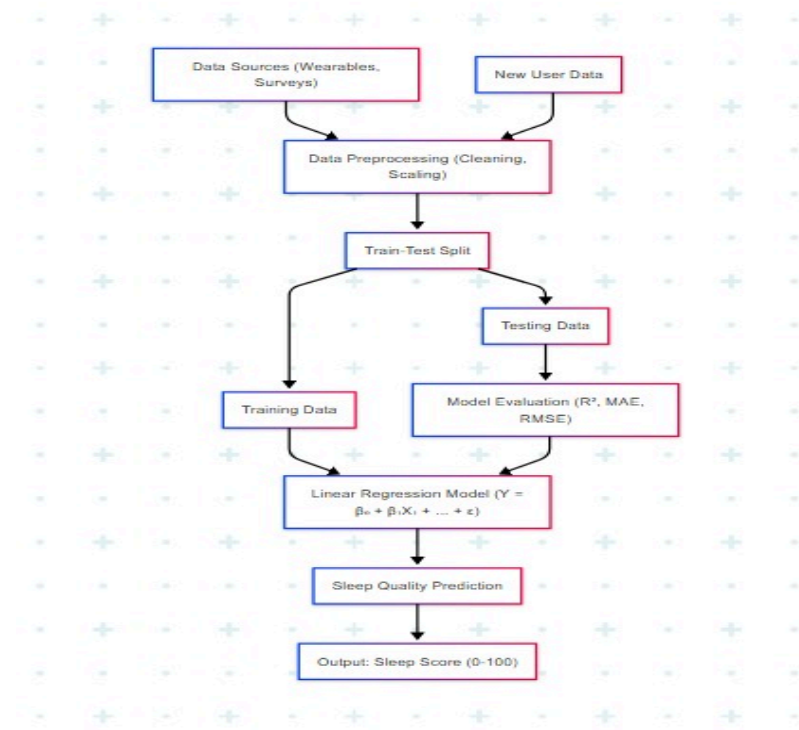 Data Sources (Wearables,
Surveys)
New User Data
Data Preprocessing (Cleaning,
Scaling)
Train-Test Split
Testing Data
Training Data
Model Evaluation (R², MAE,
RMSE)
Linear Regression Model (Y =
β₀ + β₁X₁ + ... + ε)
Sleep Quality Prediction
Output: Sleep Score (0-100)